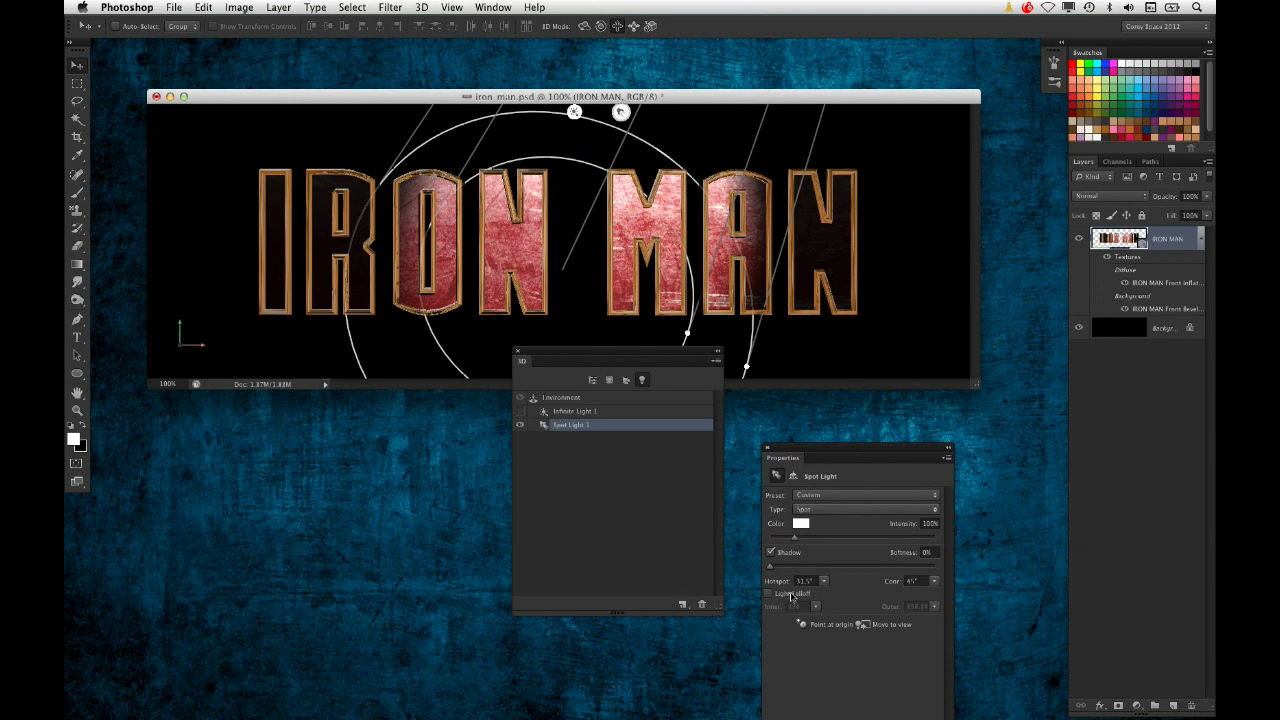 Photoshop File Edit Image Layer Type Select Filter 3D View Window Help
Auto-Select: Group Show Transform Controls 3D Mode: Corey Space 2012
Swatches
iron_man.psd @ 100% (IRON MAN, RGB/8) *
IRON MAN
100% Doc: 1.87M/1.88M
Layers Channels Paths
Kind
Normal Opacity: 100%
Lock: Fill: 100%
IRON MAN
Textures
Diffuse
IRON MAN Front Inflat...
Background
IRON MAN Front Bevel...
Backgr...
3D
Environment
Infinite Light 1
Spot Light 1
Properties
Spot Light
Preset: Custom
Type: Spot
Color: Intensity: 100%
Shadow Softness: 0%
Hotspot: 31.5° Cone: 45°
Inner: Outer:
Point at origin Move to view